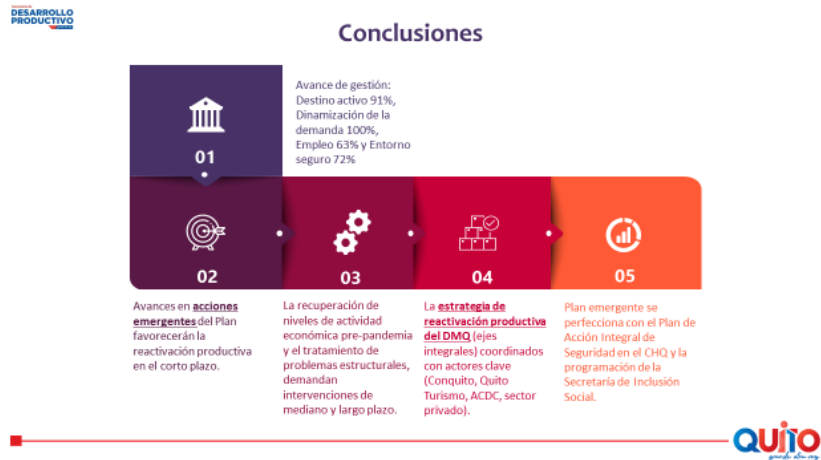 DESARROLLO
PRODUCTIVO
Conclusiones
01
Avance de gestión:
Destino activo 91%,
Dinamización de la
demanda 100%,
Empleo 63% y Entorno
seguro 72%
02
03
04
05
Avances en acciones
emergentes del Plan
favorecerán la
reactivación productiva
en el corto plazo.
La recuperación de
niveles de actividad
económica pre-pandemia
y el tratamiento de
problemas estructurales,
demandan
intervenciones de
mediano y largo plazo.
La estrategia de
reactivación productiva
del DMQ (ejes
integrales) coordinados
con actores clave
(Conquito, Quito
Turismo, ACDC, sector
privado).
Plan emergente se
perfecciona con el Plan de
Acción Integral de
Seguridad en el CHQ y la
programación de la
Secretaría de Inclusión
Social.
QUITO
grande otra vez